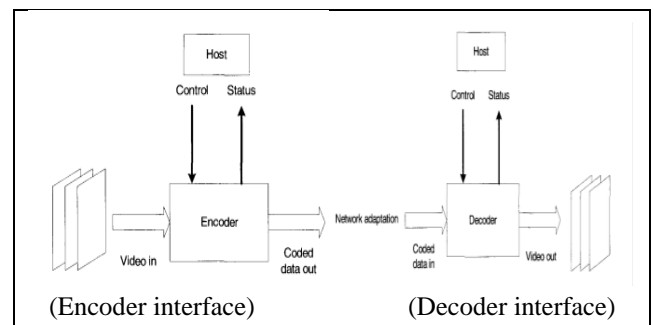 Host
Control Status
Encoder
Video in
Coded
data out
Network adaptation
Host
Control Status
Decoder
Coded
data in
Video out
(Encoder interface) (Decoder interface)